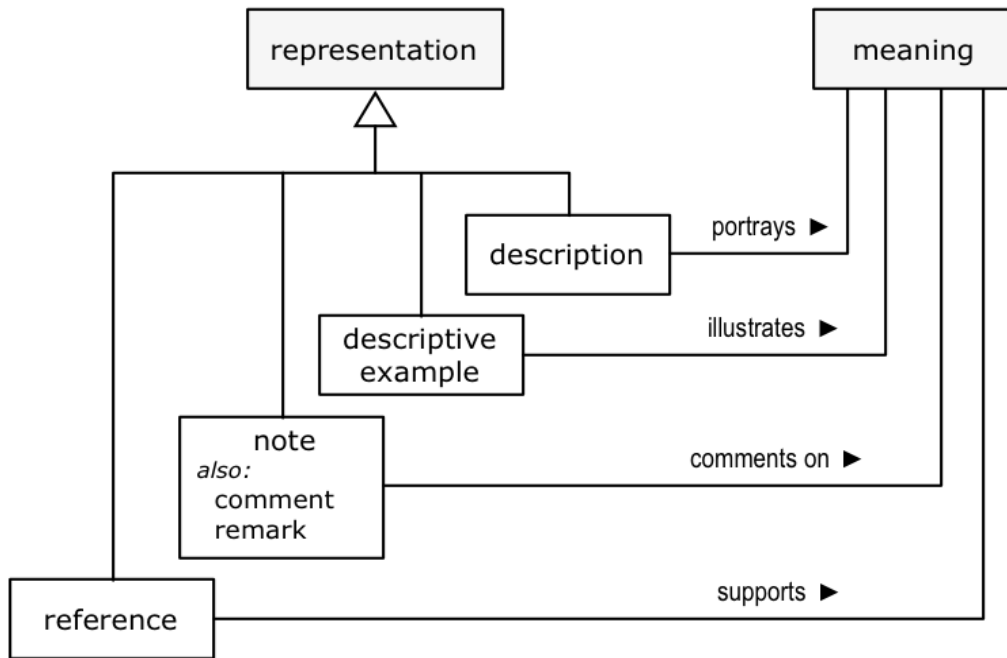 representation
meaning
portrays ►
description
illustrates ►
descriptive
example
note
also:
comment
remark
comments on ►
supports ►
reference